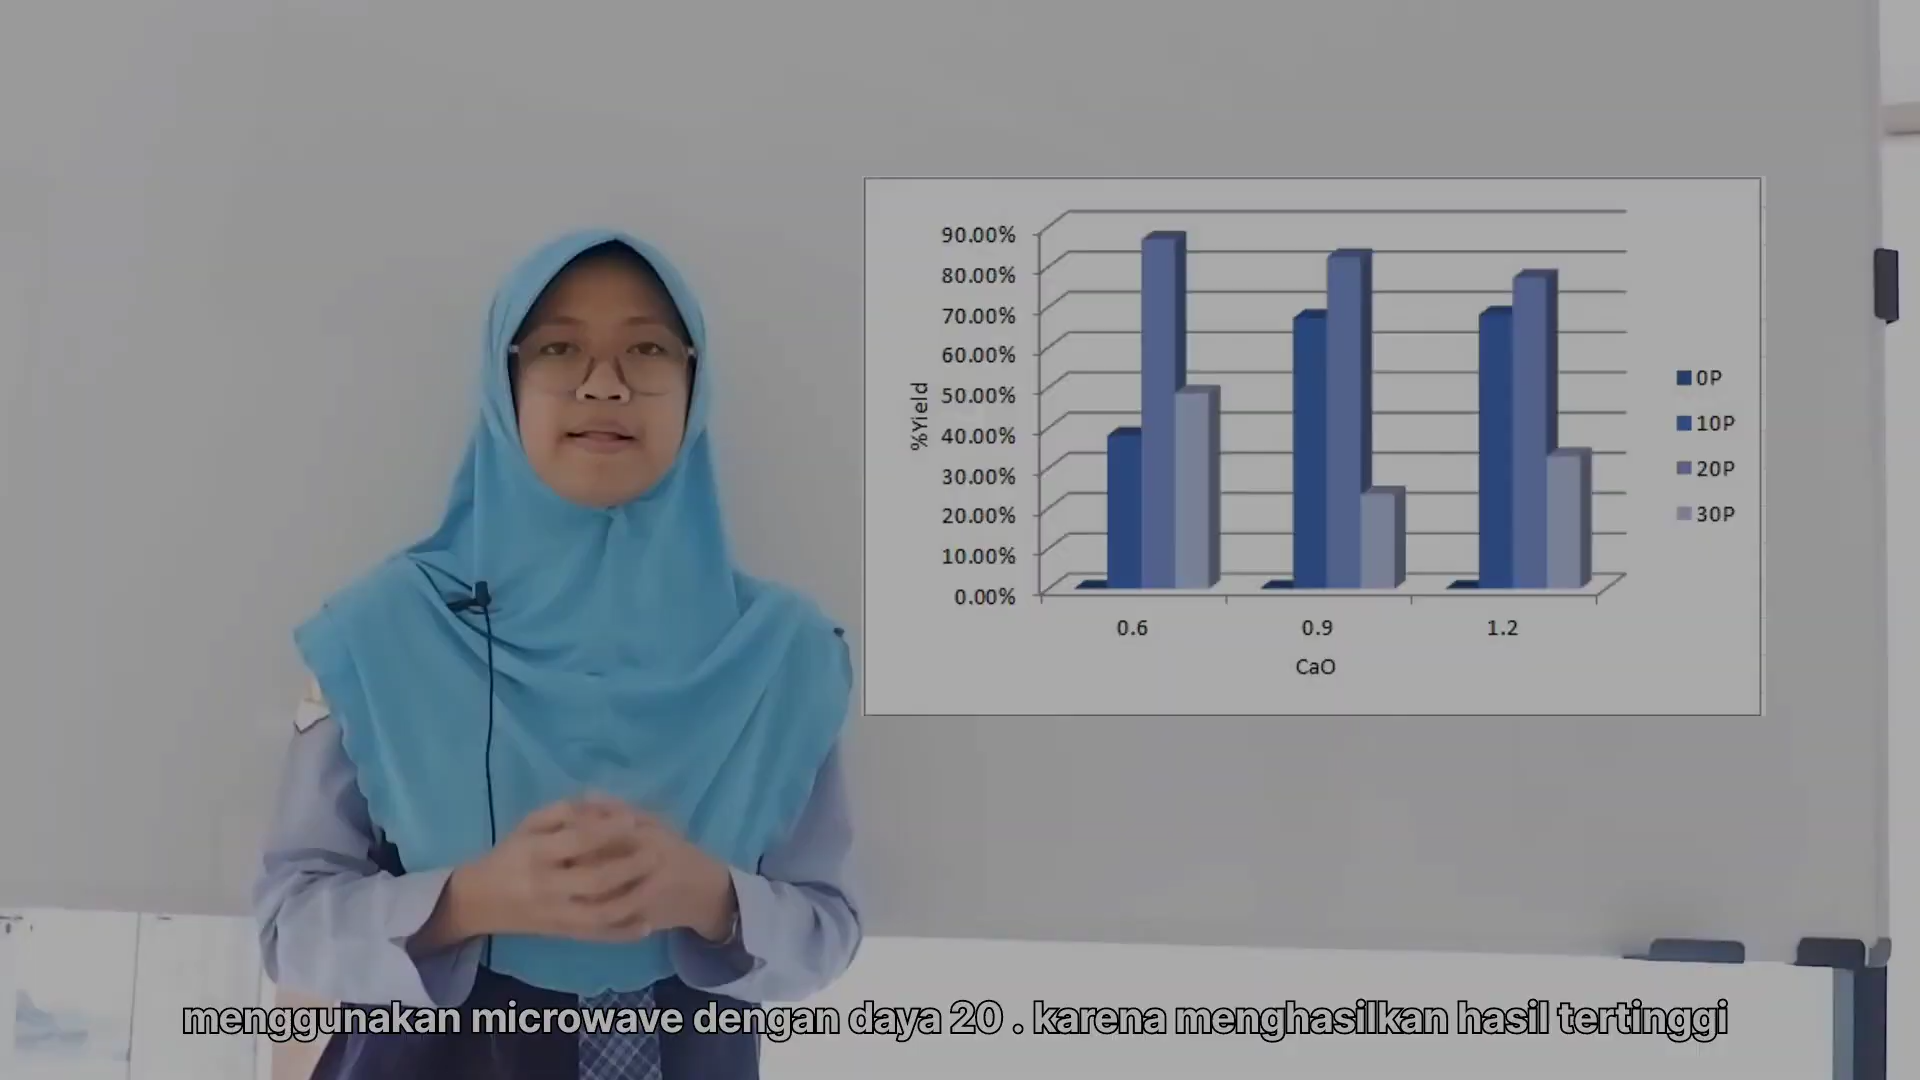 90.00%
80.00%
70.00%
60.00%
50.00%
40.00%
30.00%
20.00%
10.00%
0.00%
%Yield
0.6 0.9 1.2
CaO
0P
10P
20P
30P
menggunakan microwave dengan daya 20 . karena menghasilkan hasil tertinggi